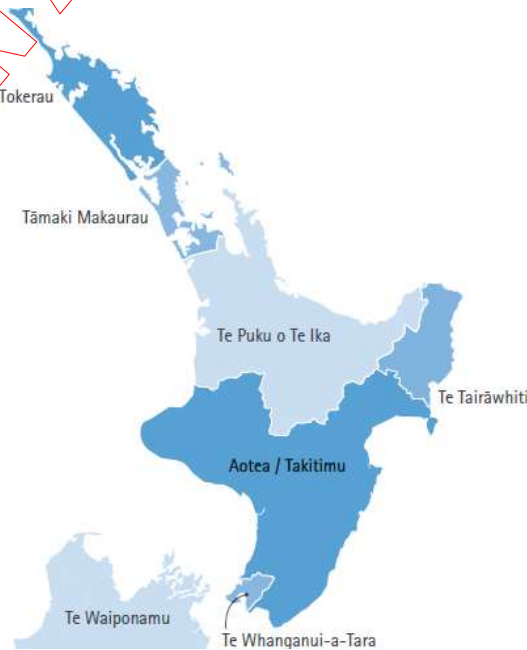 Tokerau
Tāmaki Makaurau
Te Puku o Te Ika
Te Tairāwhiti
Aotea / Takitimu
Te Waiponamu
Te Whanganui-a-Tara